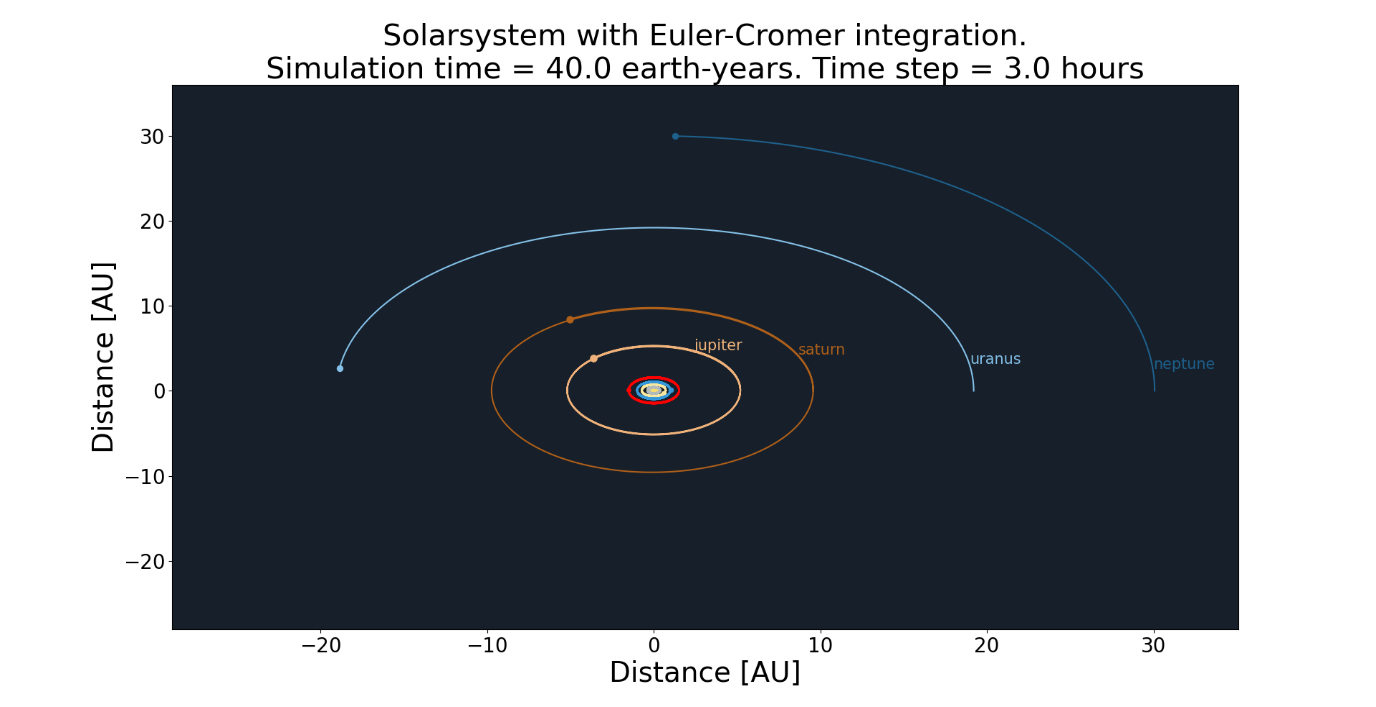 Solarsystem with Euler-Cromer integration.
Simulation time = 40.0 earth-years. Time step = 3.0 hours
Distance [AU]
30
20
10
0
−10
−20
jupiter
saturn
uranus
neptune
−20
−10
0
10
20
30
Distance [AU]